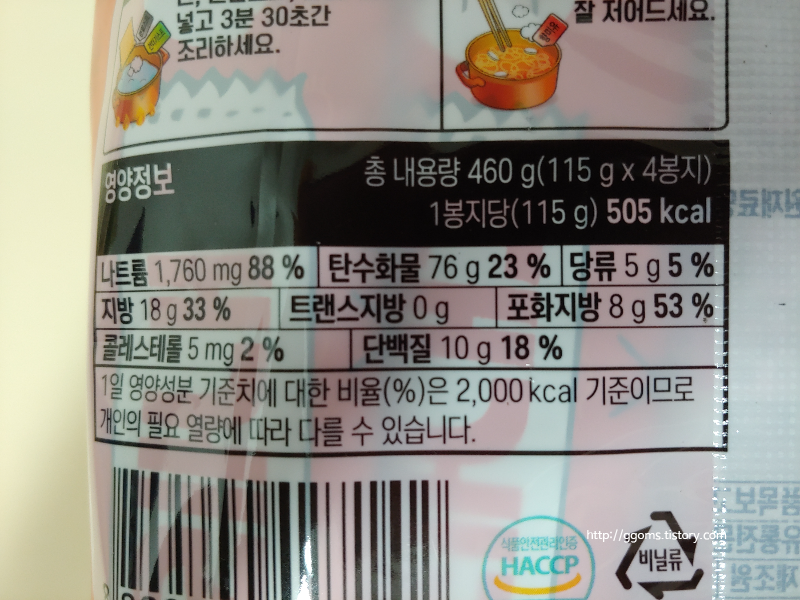 넣고 3분 30초간
조리하세요.
잘 저어드세요.
영양정보
총 내용량 460 g(115 g x 4봉지)
1봉지당(115 g) 505 kcal
나트륨 1,760 mg 88 % 탄수화물 76 g 23 % 당류 5 g 5 %
지방 18 g 33 % 트랜스지방 0 g 포화지방 8 g 53 %
콜레스테롤 5 mg 2 % 단백질 10 g 18 %
1일 영양성분 기준치에 대한 비율(%)은 2,000 kcal 기준이므로
개인의 필요 열량에 따라 다를 수 있습니다.
식품안전관리인증
HACCP
비닐류
http://ggoms.tistory.com